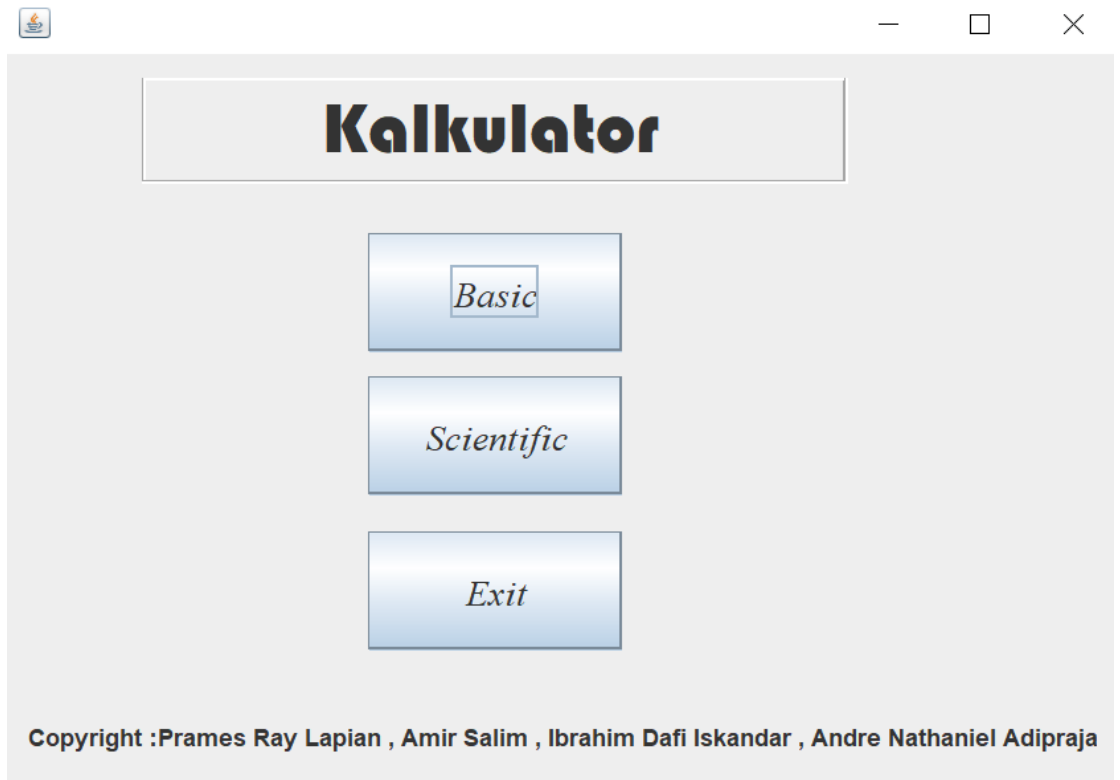 Kalkulator
Basic
Scientific
Exit
Copyright :Prames Ray Lapian , Amir Salim , Ibrahim Dafi Iskandar , Andre Nathaniel Adipraja